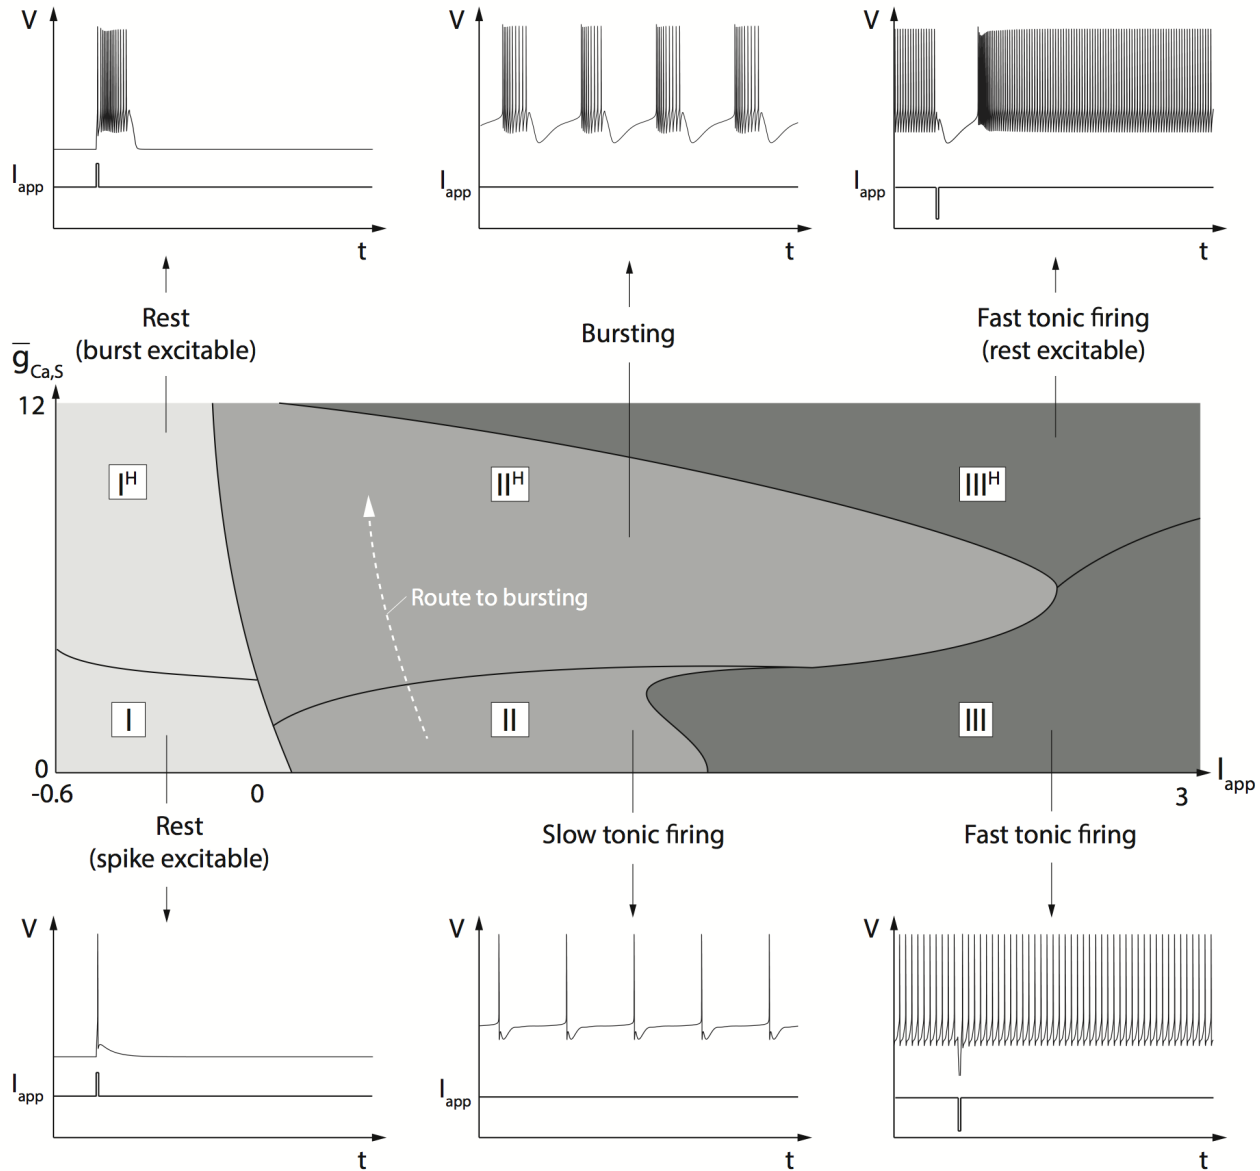 V
I app
t
V
I app
t
V
I app
t
Rest
(burst excitable)
Bursting
Fast tonic firing
(rest excitable)
g̅ Ca,S
12
I H
II H
III H
Route to bursting
I
II
III
0
-0.6
0
3
I app
Rest
(spike excitable)
Slow tonic firing
Fast tonic firing
V
I app
t
V
I app
t
V
I app
t